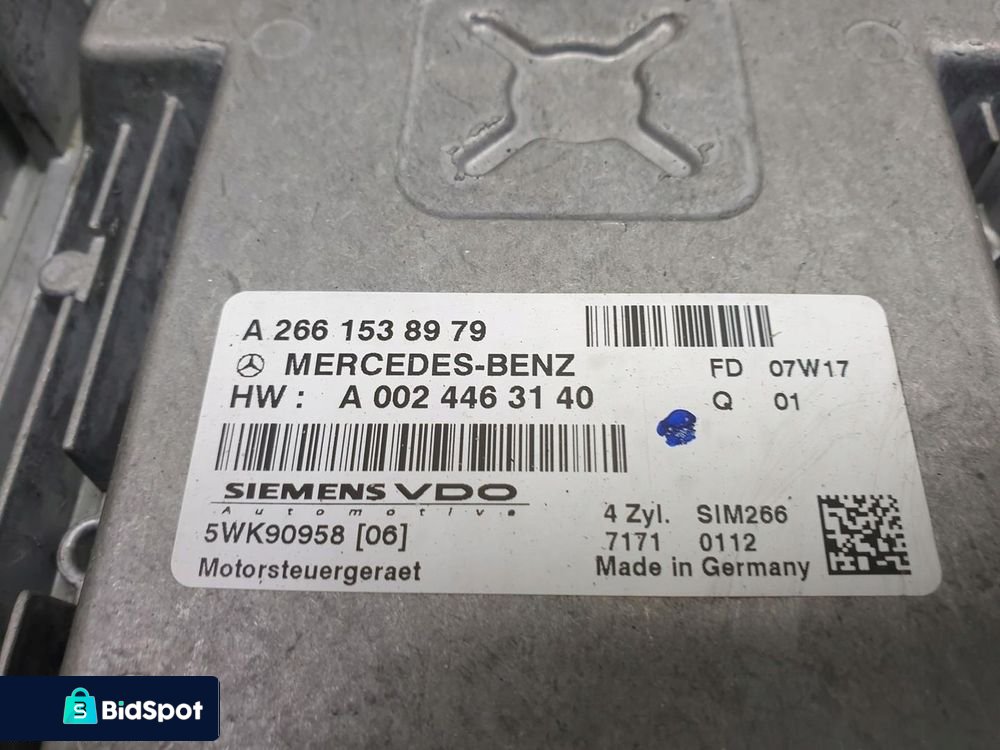 A 266 153 89 79
MERCEDES-BENZ
FD 07W17
HW : A 002 446 31 40
Q 01
SIEMENS VDO
Automotive
5WK90958 [06]
4 Zyl. SIM266
7171 0112
Motorsteuergeraet
Made in Germany
S
BidSpot